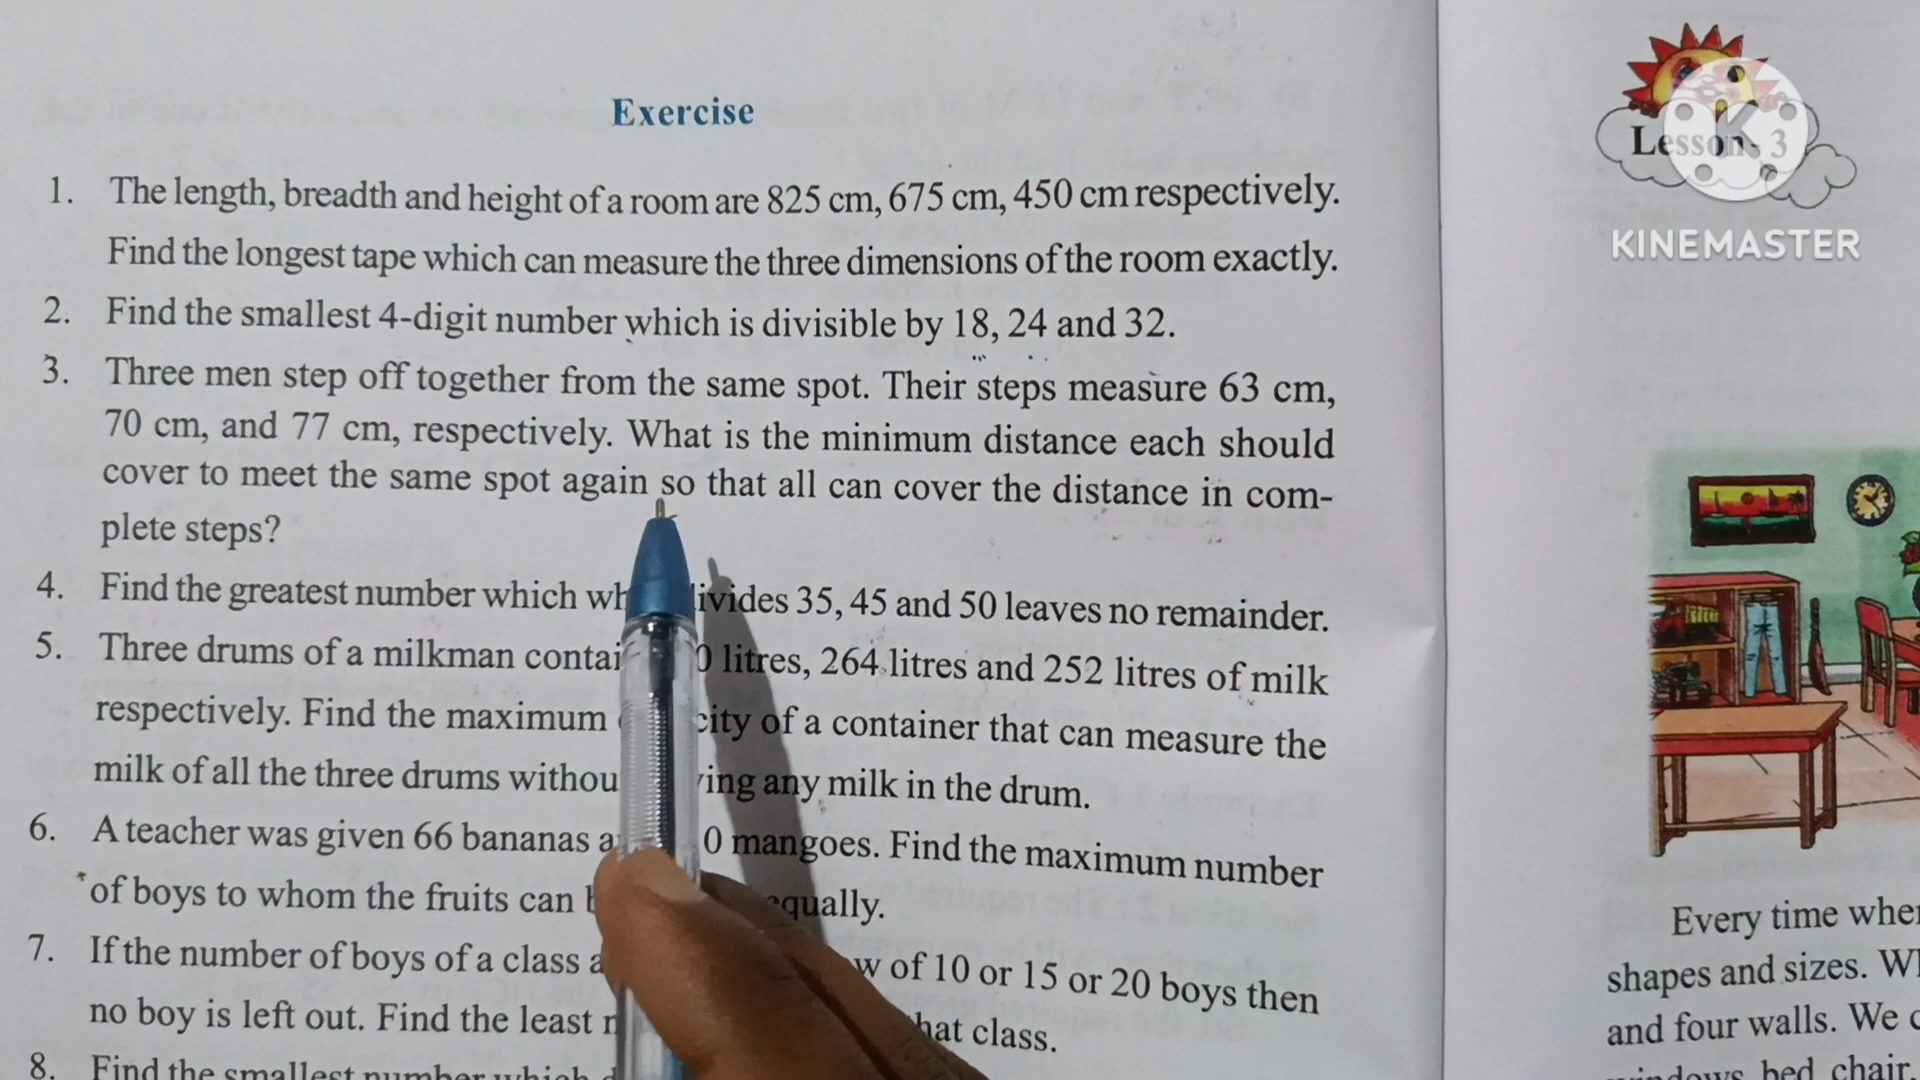 Exercise
1. The length, breadth and height of a room are 825 cm, 675 cm, 450 cm respectively.
Find the longest tape which can measure the three dimensions of the room exactly.
2. Find the smallest 4-digit number which is divisible by 18, 24 and 32.
3. Three men step off together from the same spot. Their steps measure 63 cm,
70 cm, and 77 cm, respectively. What is the minimum distance each should
cover to meet the same spot again so that all can cover the distance in com-
plete steps?
4. Find the greatest number which 35, 45 and 50 leaves no remainder.
5. Three drums of a milkman litres, 264 litres and 252 litres of milk
respectively. Find the maximum of a container that can measure the
milk of all the three drums any milk in the drum.
6. A teacher was given 66 bananas mangoes. Find the maximum number
of boys to whom the fruits can equally.
7. If the number of boys of a class of 10 or 15 or 20 boys then
no boy is left out. Find the least class.
8. Find the smallest number which
Lesson- 3
KINEMASTER
Every time
shapes and sizes.
and four walls. We
bed chair,